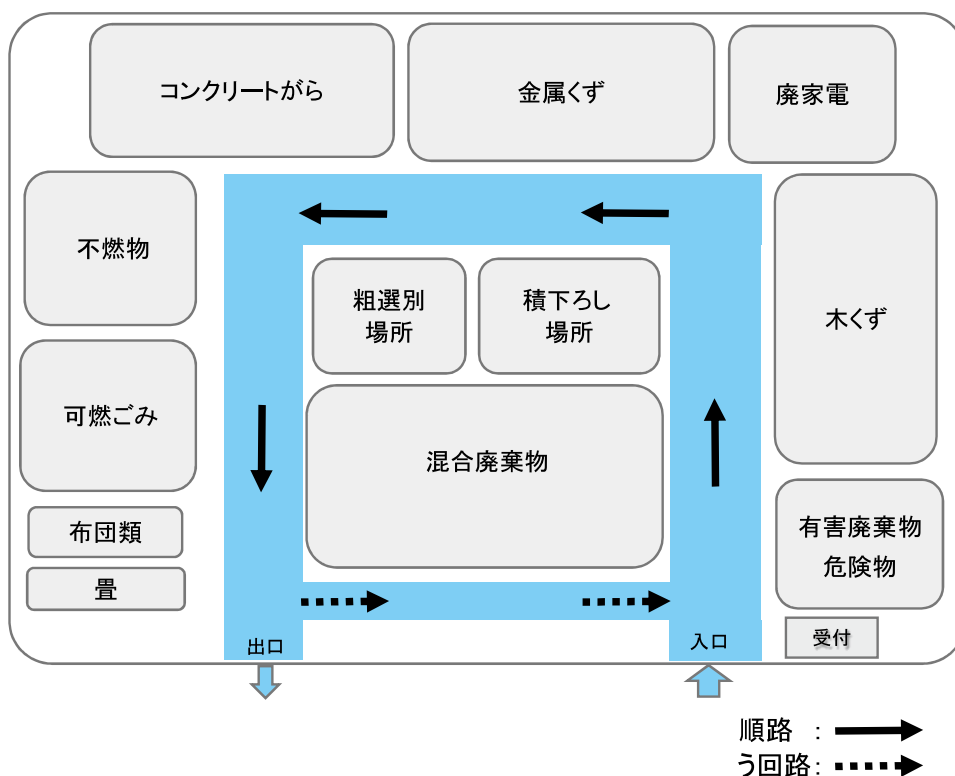 コンクリートがら
金属くず
廃家電
不燃物
粗選別
場所
積下ろし
場所
木くず
可燃ごみ
混合廃棄物
布団類
畳
有害廃棄物
危険物
出口
入口
受付
順路 :
う回路: